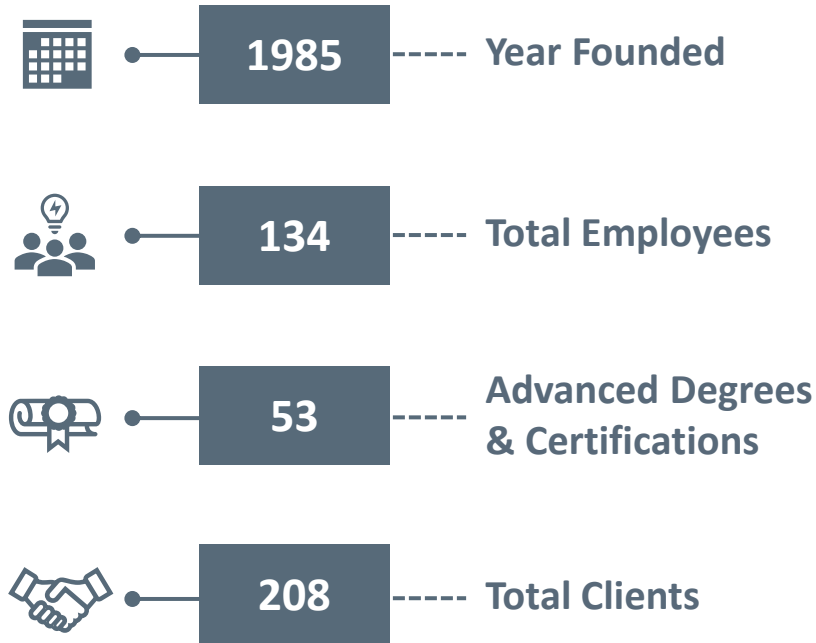 1985
Year Founded
134
Total Employees
53
Advanced Degrees
& Certifications
208
Total Clients